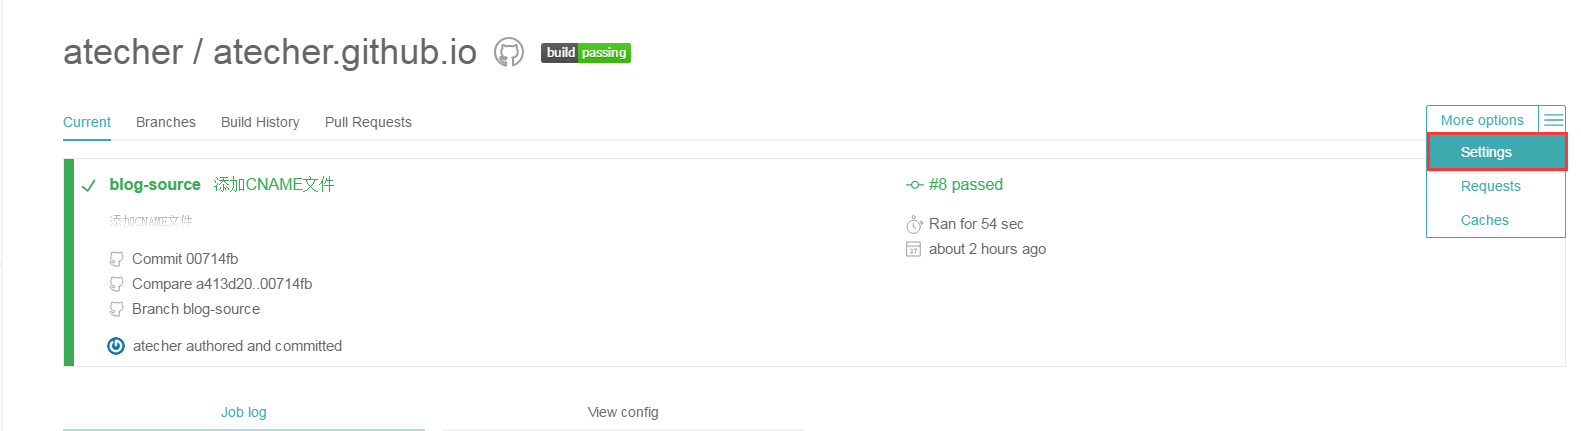 atecher / atecher.github.io build passing
Current Branches Build History Pull Requests
More options
Settings
Requests
Caches
blog-source 添加CNAME文件
#8 passed
添加CNAME文件
Ran for 54 sec
about 2 hours ago
Commit 00714fb
Compare a413d20..00714fb
Branch blog-source
atecher authored and committed
Job log View config